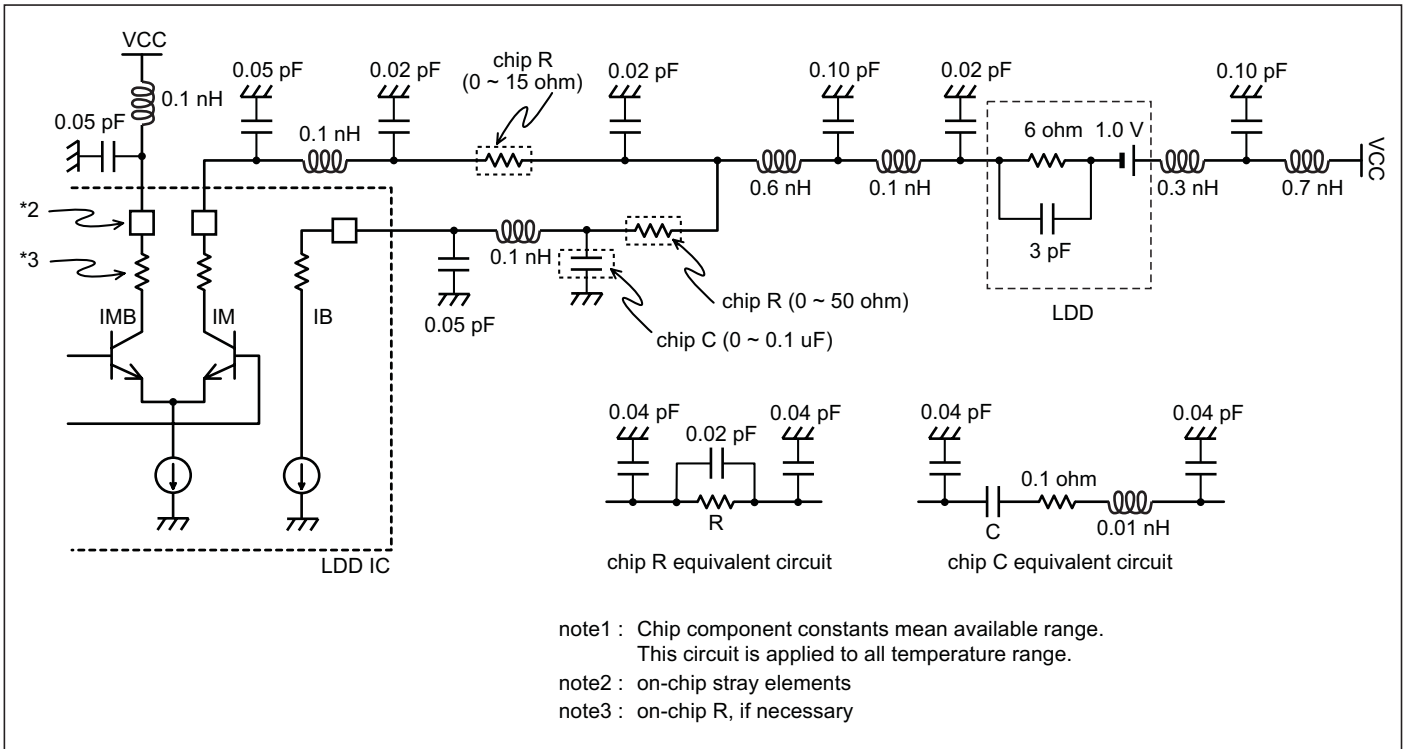 VCC
0.1 nH
0.05 pF
0.05 pF
0.1 nH
0.02 pF
chip R
(0 ~ 15 ohm)
0.02 pF
0.6 nH
0.10 pF
0.1 nH
0.02 pF
6 ohm
1.0 V
3 pF
LDD
0.3 nH
0.10 pF
0.7 nH
VCC
*2
*3
IMB
IM
IB
0.05 pF
0.1 nH
chip R (0 ~ 50 ohm)
chip C (0 ~ 0.1 uF)
LDD IC
0.04 pF
0.02 pF
0.04 pF
R
chip R equivalent circuit
0.04 pF
0.1 ohm
0.04 pF
C
0.01 nH
chip C equivalent circuit
note1 : Chip component constants mean available range.
This circuit is applied to all temperature range.
note2 : on-chip stray elements
note3 : on-chip R, if necessary